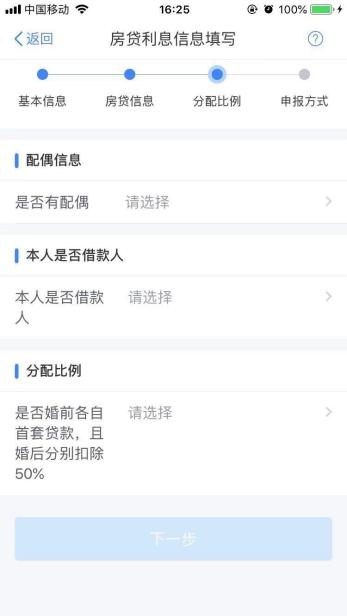 中国移动 16:25 100%
返回 房贷利息信息填写 ?
基本信息 房贷信息 分配比例 申报方式
配偶信息
是否有配偶 请选择
本人是否借款人
本人是否借款 请选择
人
分配比例
是否婚前各自 请选择
首套贷款，且
婚后分别扣除
50%
下一步